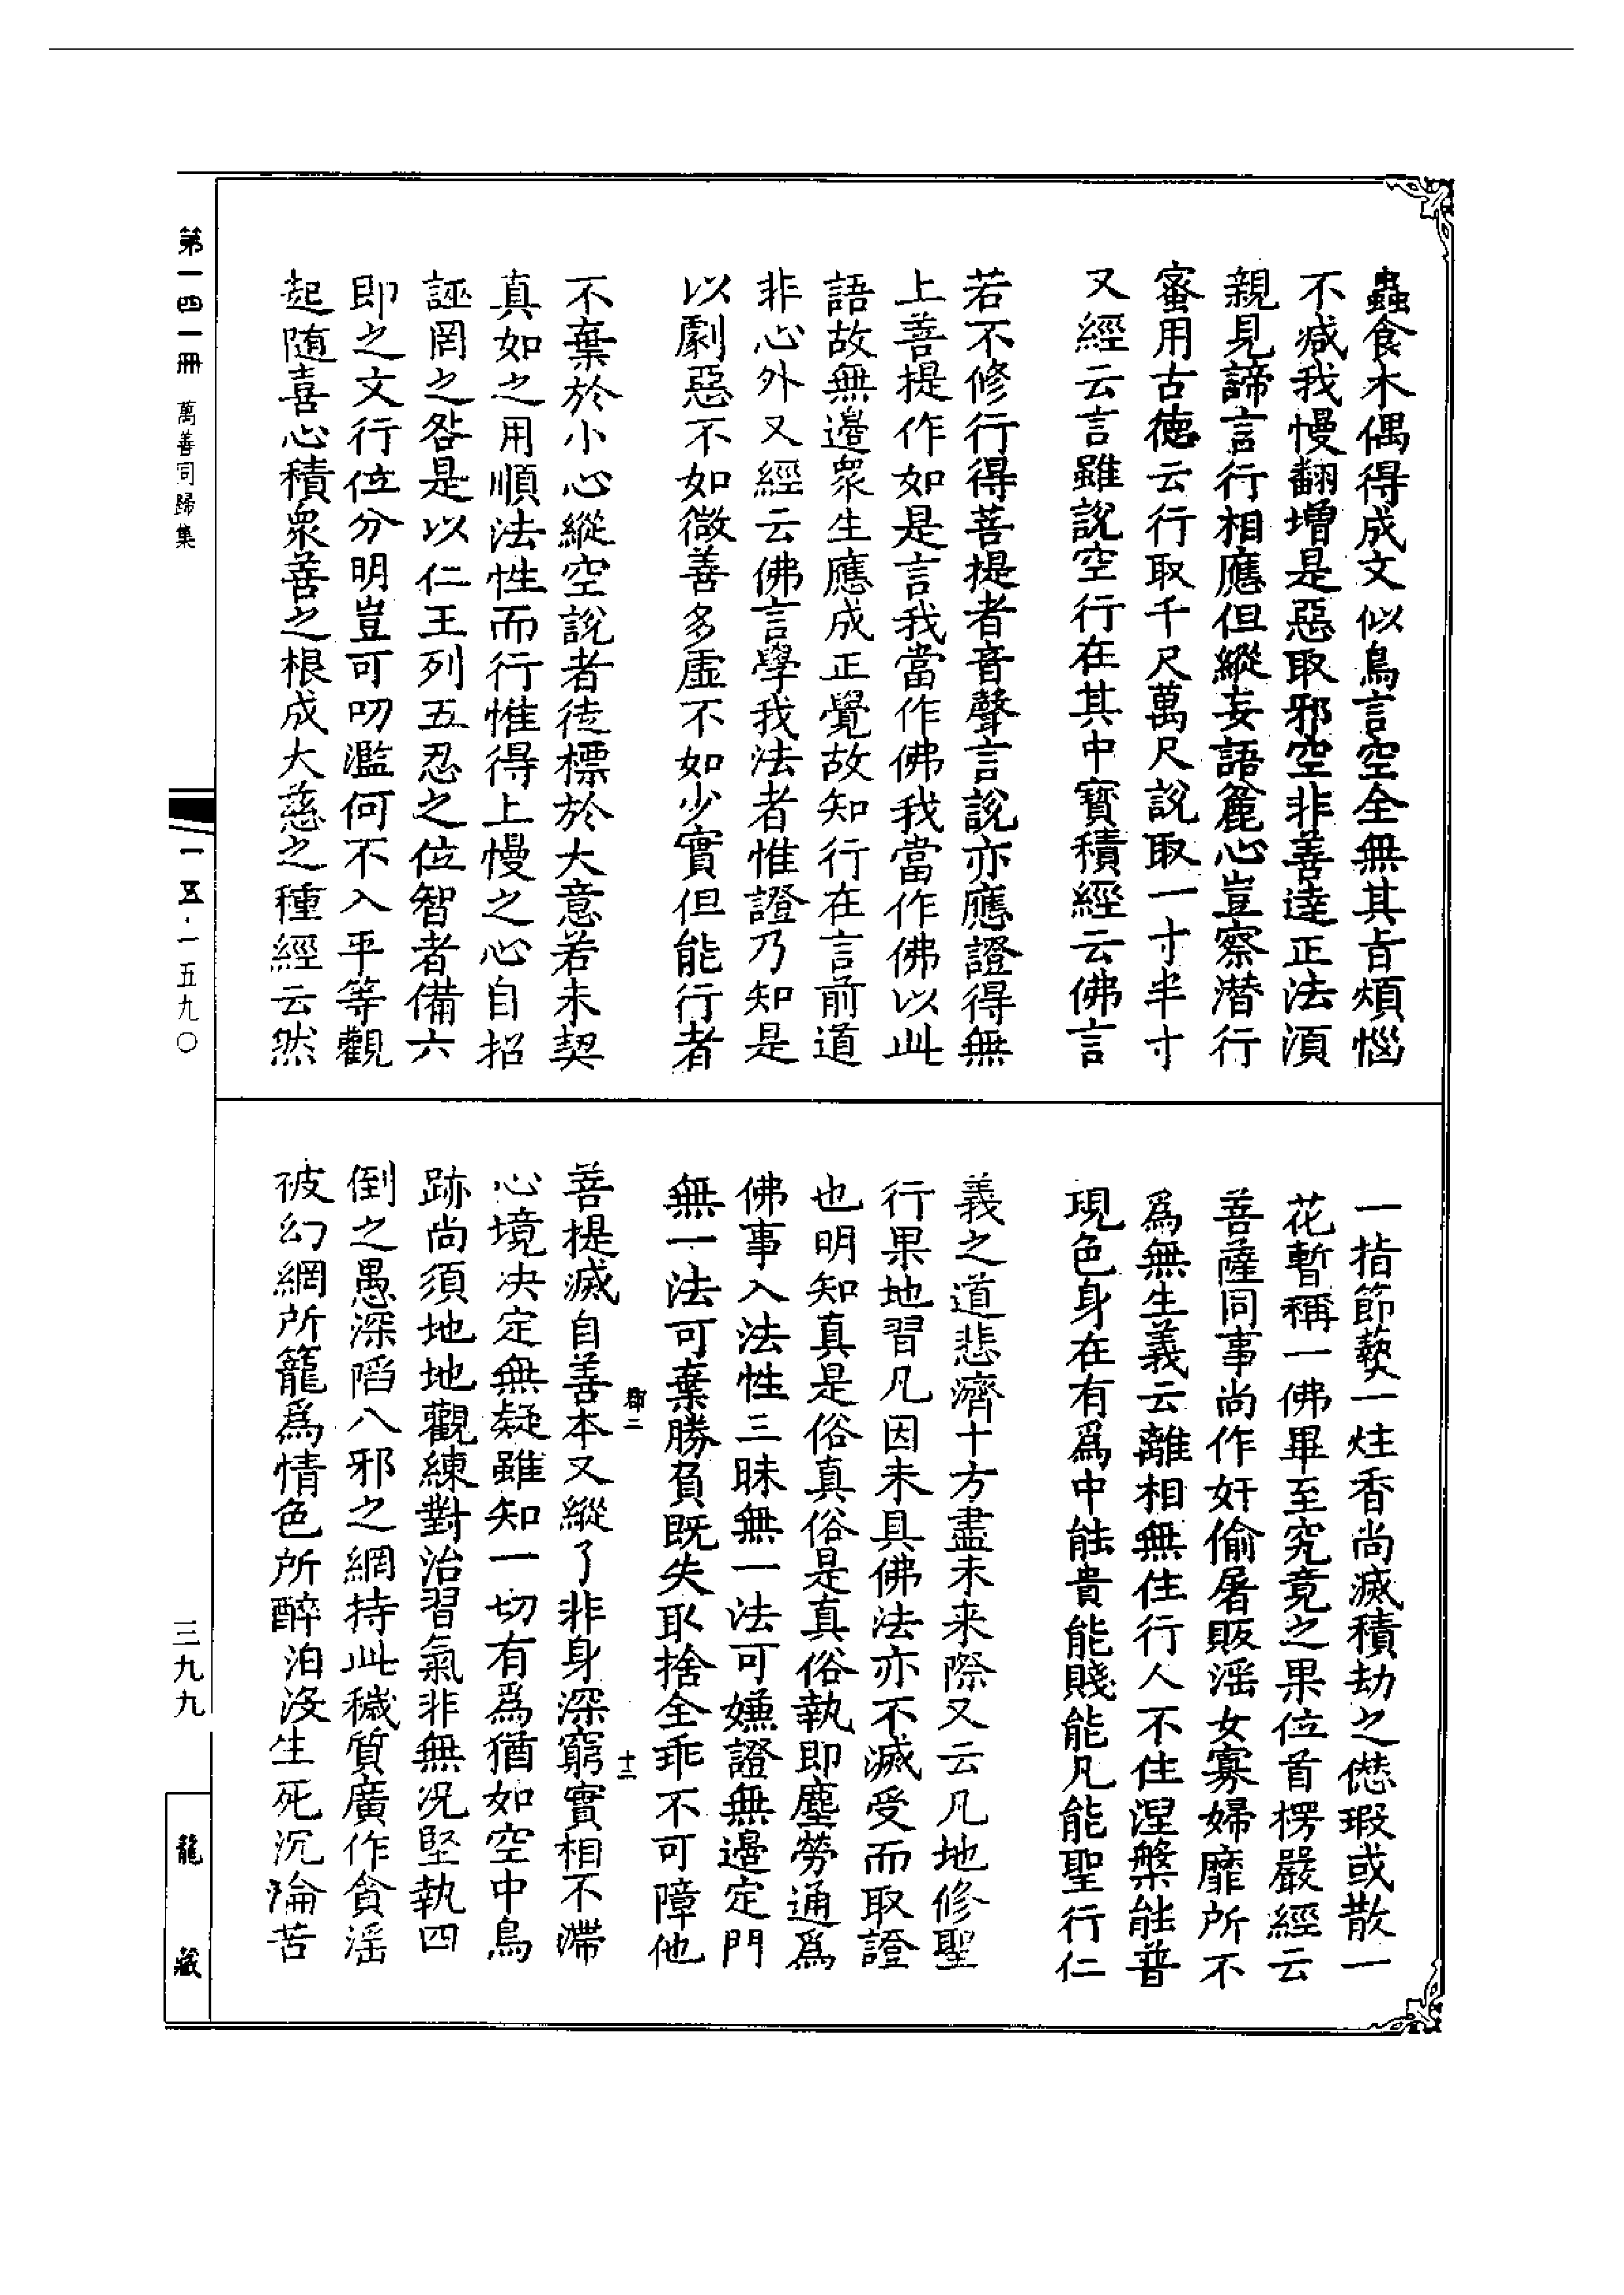 蟲食木偶得成文似鳥言空全無其旨煩惱
不減我慢翻增是惡取邪空非善達正法湏
親見諦言行相應但縱妄語麁心豈察潛行
蜜用古德云行取千尺萬尺說取一寸半寸
又經云言雖說空行在其中寶積經云佛言
若不修行得菩提者音聲言說亦應證得無
上菩提作如是言我當作佛我當作佛以此
語故無邊衆生應成正覺故知行在言前道
非心外又經云佛言學我法者惟證乃知是
以劇惡不如微善多虛不如少實但能行者
不棄於小心縱空說者徒標於大意若未契
真如之用順法性而行惟得上慢之心自招
誣罔之咎是以仁王列五忍之位智者備六
即之文行位分明豈可叨濫何不入平等觀
起隨喜心積衆善之根成大慈之種經云然
一指節爇一炷香尚滅積劫之愆瑕或散一
花暫稱一佛畢至究竟之果位首楞嚴經云
菩薩同事尚作奸偷屠販淫女寡婦靡所不
爲無生義云離相無住行人不住涅槃能普
現色身在有爲中能貴能賤能凡能聖行仁
義之道悲濟十方盡未来際又云凡地修聖
行果地習凡因未具佛法亦不滅受而取證
也明知真是俗真俗是真俗執即塵勞通爲
佛事入法性三昧無一法可嫌證無邊定門
無一法可棄勝負既失取捨全乖不可障他
菩提滅自善本又縱了非身深窮實相不滯
心境决定無疑雖知一切有爲猶如空中鳥
跡尚須地地觀練對治習氣非無况堅執四
倒之愚深陷八邪之網持此穢質廣作貪淫
彼幻網所籠爲情色所醉汨沒生死沉淪苦
十二
第一四一冊
萬善同歸集
一五·一五九〇
三九九
龍藏